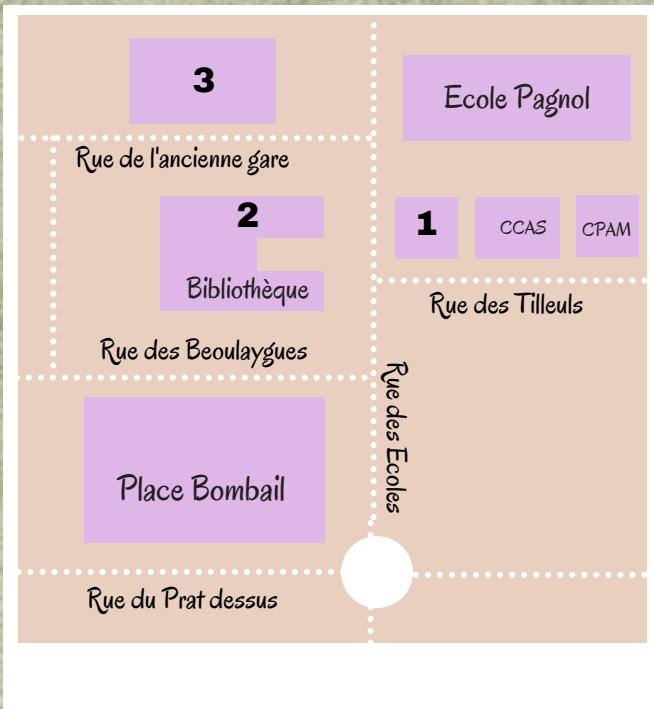 3
Ecole Pagnol
Rue de l'ancienne gare
2
1
CCAS
CPAM
Bibliothèque
Rue des Tilleuls
Rue des Beoulaygues
Rue des Ecoles
Place Bombail
Rue du Prat dessus